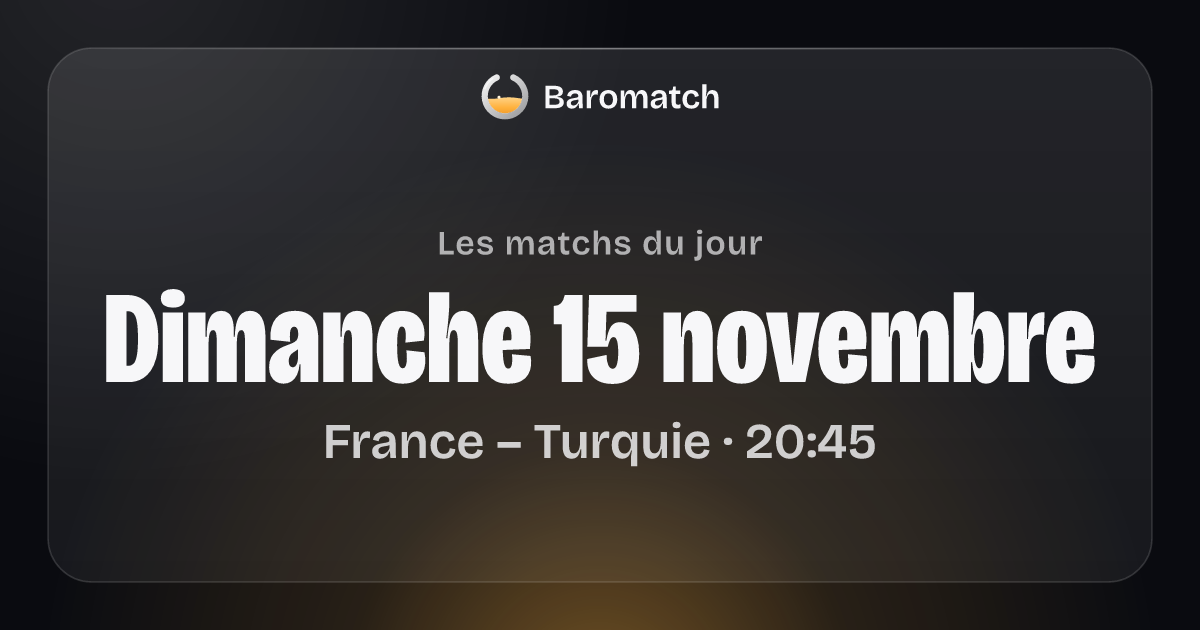 Baromatch
Les matchs du jour
Dimanche 15 novembre
France – Turquie · 20:45